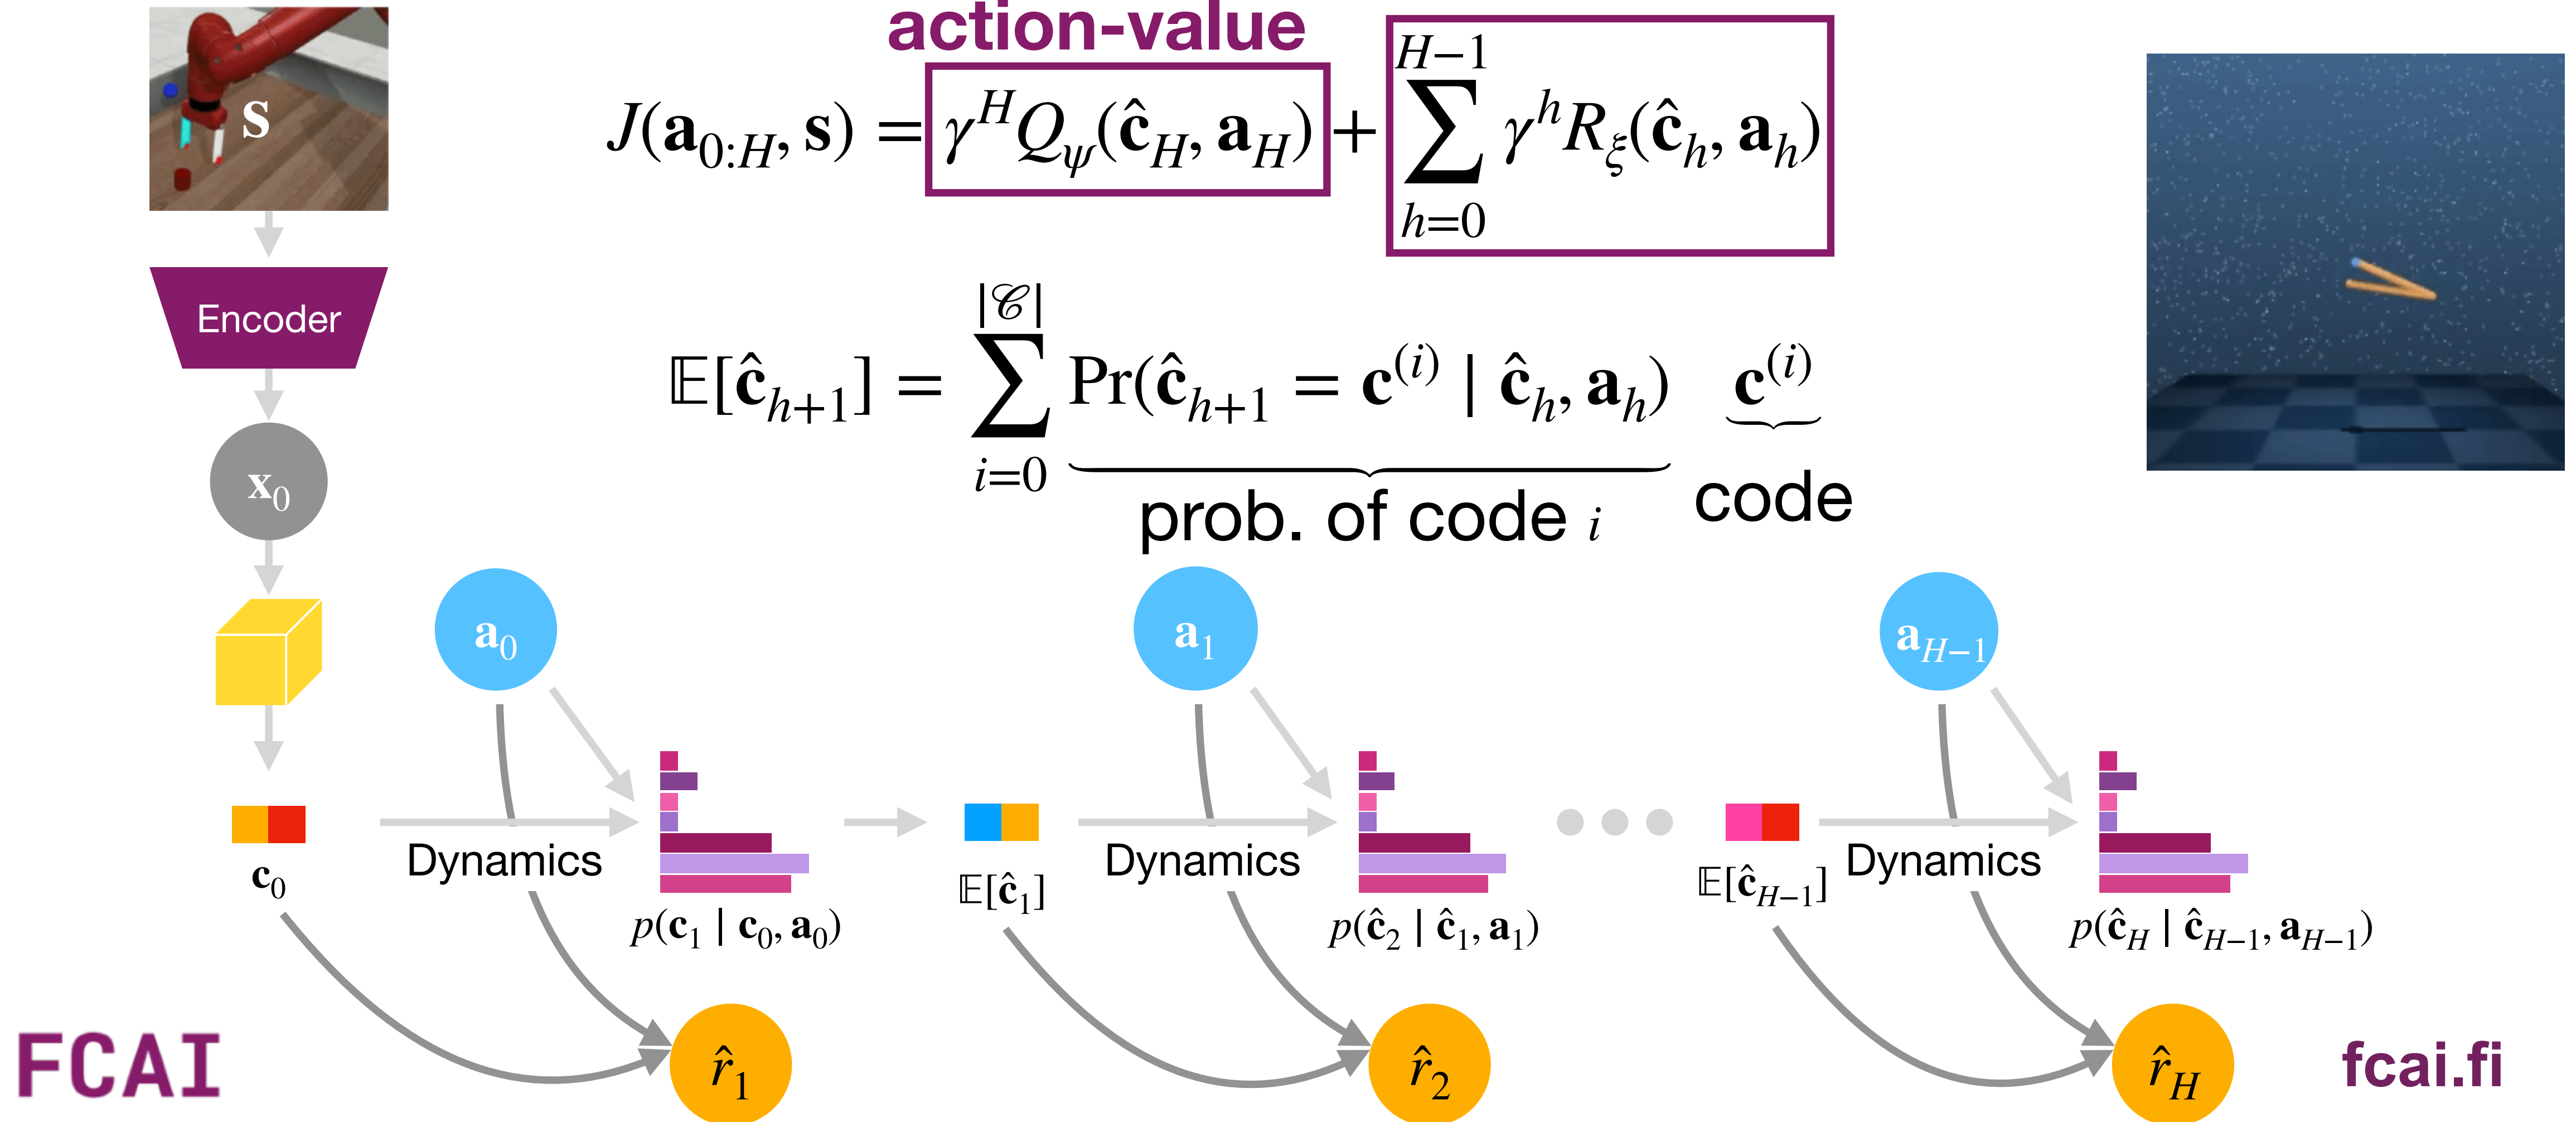 action-value
s
J(𝐚_{0:H}, 𝐬) = γ^H Q_ψ(ĉ_H, 𝐚_H) + ∑_{h=0}^{H−1} γ^h R_ξ(ĉ_h, 𝐚_h)
Encoder
𝔼[ĉ_{h+1}] = ∑_{i=0}^{|𝒞|} Pr(ĉ_{h+1} = 𝐜^{(i)} | ĉ_h, 𝐚_h) 𝐜^{(i)}
prob. of code i
code
𝐱_0
𝐚_0
𝐚_1
𝐚_{H−1}
Dynamics
Dynamics
Dynamics
𝐜_0
p(𝐜_1 | 𝐜_0, 𝐚_0)
𝔼[ĉ_1]
p(ĉ_2 | ĉ_1, 𝐚_1)
𝔼[ĉ_{H−1}]
p(ĉ_H | ĉ_{H−1}, 𝐚_{H−1})
FCAI
r̂_1
r̂_2
r̂_H
fcai.fi